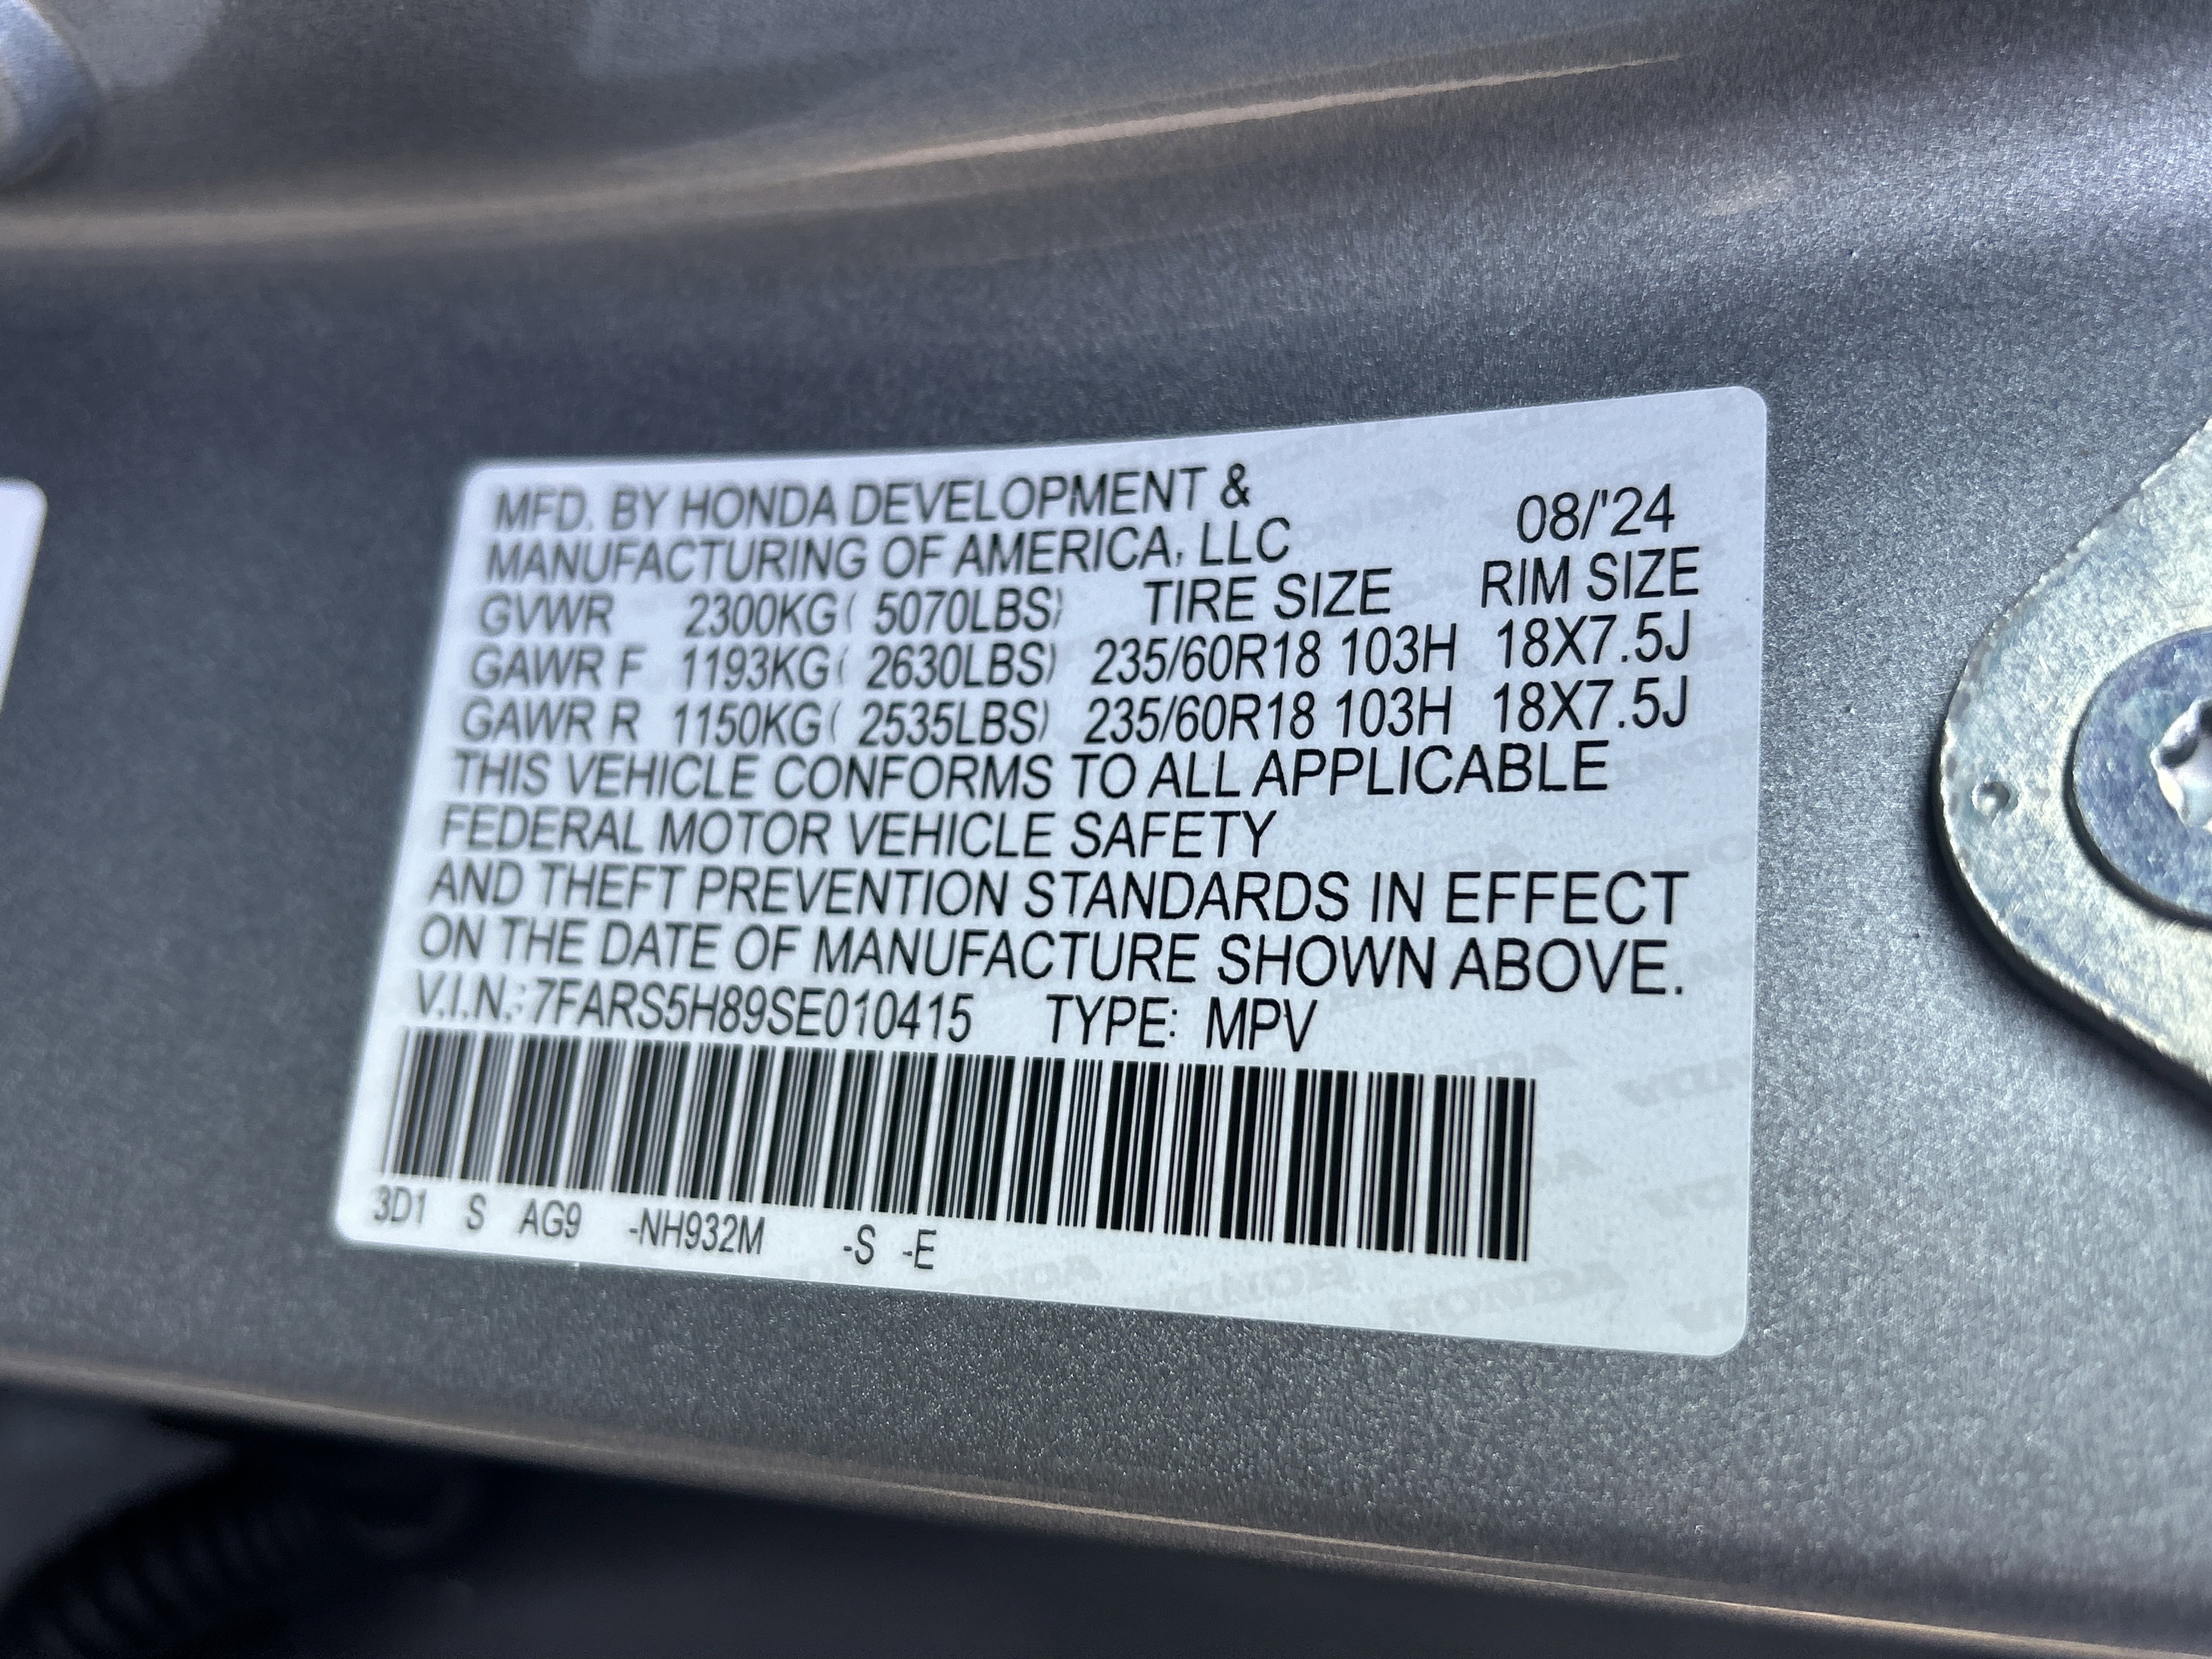 MFD. BY HONDA DEVELOPMENT &
MANUFACTURING OF AMERICA, LLC 08/'24
GVWR 2300KG( 5070LBS) TIRE SIZE RIM SIZE
GAWR F 1193KG( 2630LBS) 235/60R18 103H 18X7.5J
GAWR R 1150KG( 2535LBS) 235/60R18 103H 18X7.5J
THIS VEHICLE CONFORMS TO ALL APPLICABLE
FEDERAL MOTOR VEHICLE SAFETY
AND THEFT PREVENTION STANDARDS IN EFFECT
ON THE DATE OF MANUFACTURE SHOWN ABOVE.
V.I.N.: 7FARS5H89SE010415 TYPE: MPV
3D1 S AG9 -NH932M -S -E